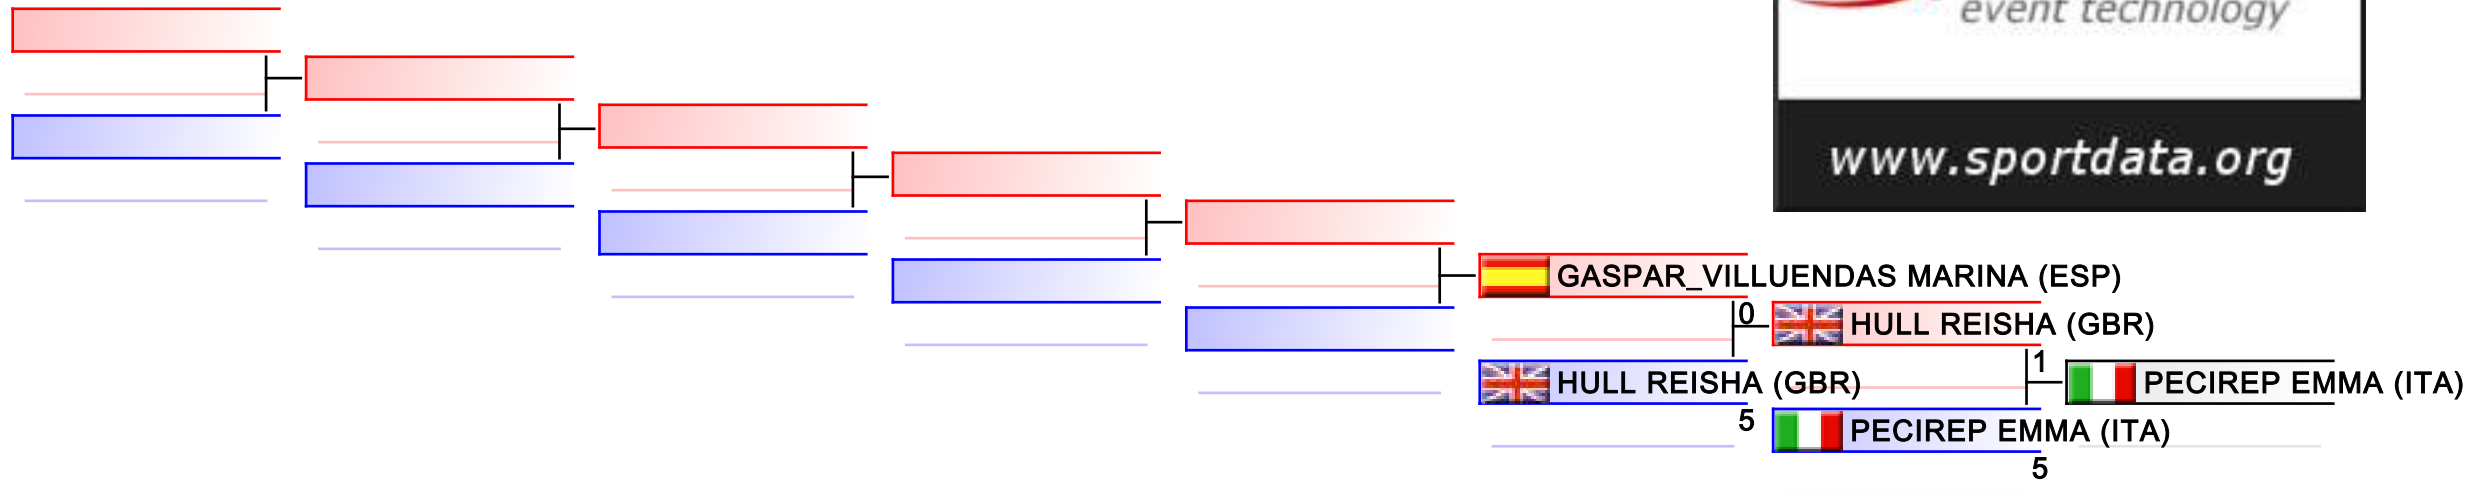 event technology
www.sportdata.org
GASPAR_VILLUENDAS MARINA (ESP)
0
HULL REISHA (GBR)
HULL REISHA (GBR)
5
1
PECIREP EMMA (ITA)
PECIREP EMMA (ITA)
5